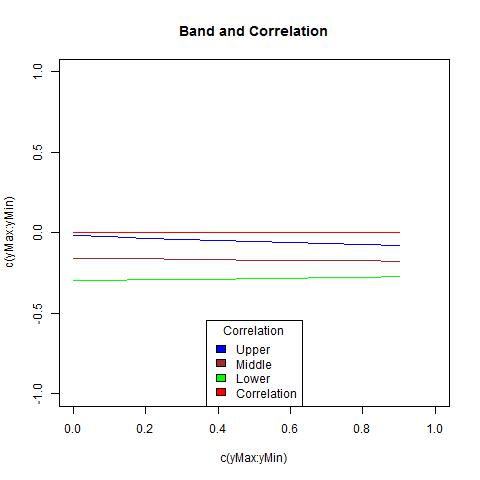 Band and Correlation
c(yMax:yMin)
1.0
0.5
0.0
-0.5
-1.0
Correlation
Upper
Middle
Lower
Correlation
0.0 0.2 0.4 0.6 0.8 1.0
c(yMax:yMin)